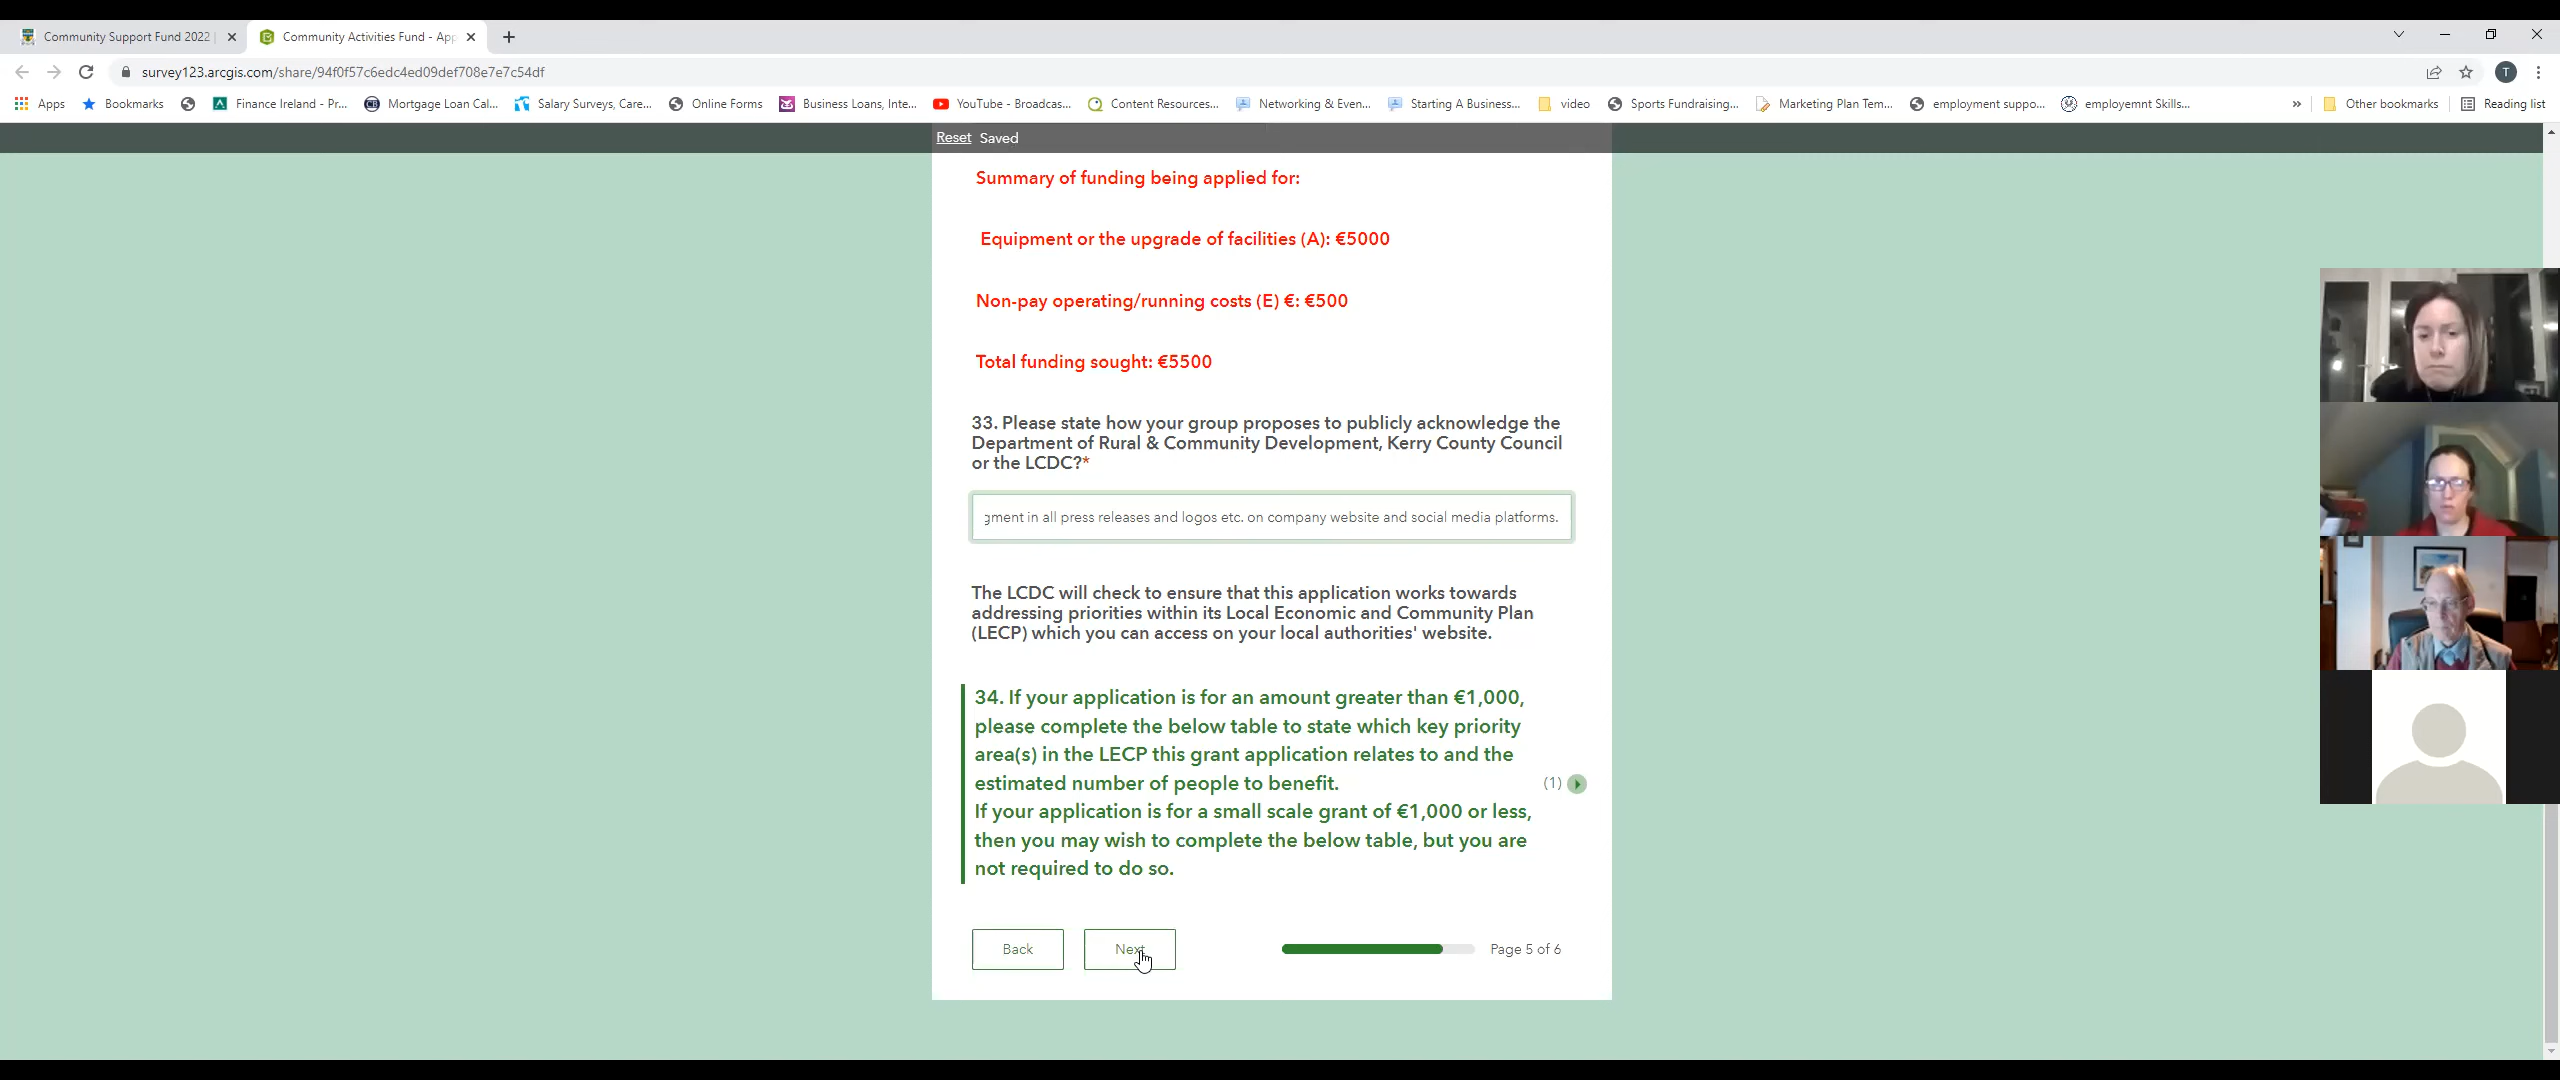 Community Support Fund 2022 |
Community Activities Fund - App
survey123.arcgis.com/share/94f0f57c6edc4ed09def708e7e7c54df
T
Apps
Bookmarks
Finance Ireland - Pr...
Mortgage Loan Cal...
Salary Surveys, Care...
Online Forms
Business Loans, Inte...
YouTube - Broadcas...
Content Resources...
Networking & Even...
Starting A Business...
video
Sports Fundraising...
Marketing Plan Tem...
employment suppo...
employemnt Skills...
»
Other bookmarks
Reading list
Reset Saved
Summary of funding being applied for:
Equipment or the upgrade of facilities (A): €5000
Non-pay operating/running costs (E) €: €500
Total funding sought: €5500
33. Please state how your group proposes to publicly acknowledge the
Department of Rural & Community Development, Kerry County Council
or the LCDC?*
gment in all press releases and logos etc. on company website and social media platforms.
The LCDC will check to ensure that this application works towards
addressing priorities within its Local Economic and Community Plan
(LECP) which you can access on your local authorities' website.
34. If your application is for an amount greater than €1,000,
please complete the below table to state which key priority
area(s) in the LECP this grant application relates to and the
estimated number of people to benefit.
(1)
If your application is for a small scale grant of €1,000 or less,
then you may wish to complete the below table, but you are
not required to do so.
Back
Next
Page 5 of 6